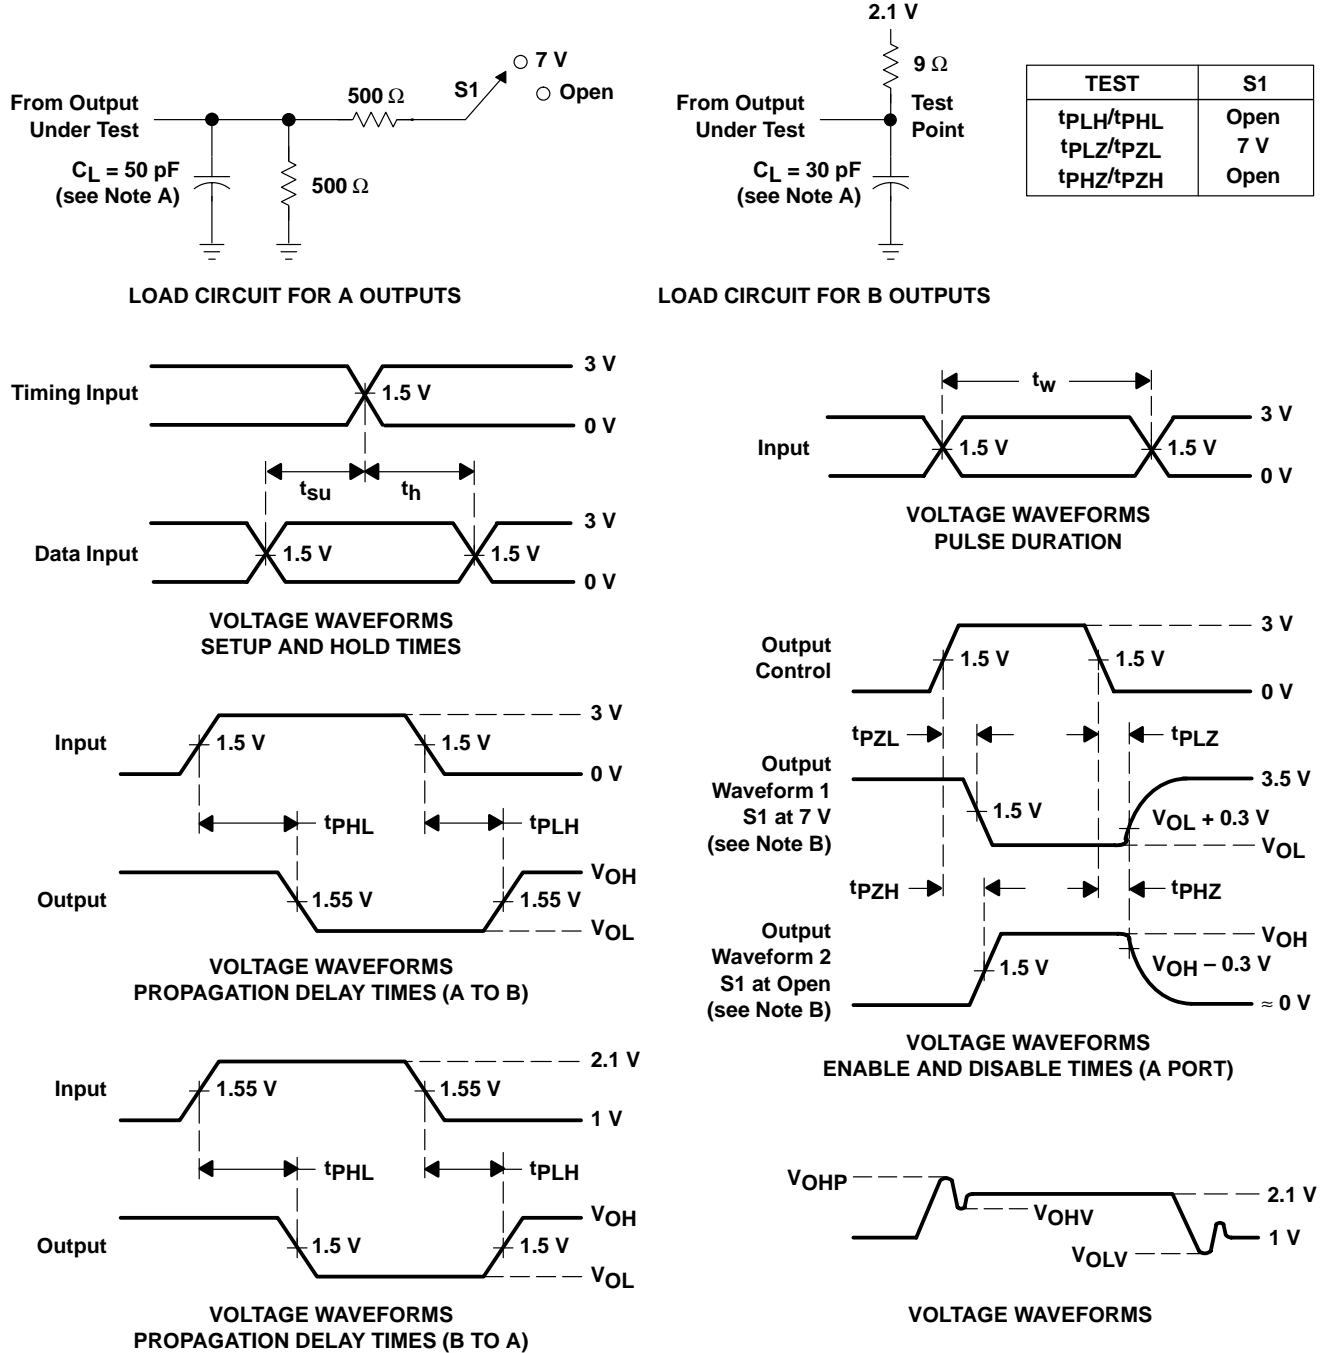 7 V
S1
Open
500 Ω
From Output
Under Test
CL = 50 pF
(see Note A)
500 Ω
LOAD CIRCUIT FOR A OUTPUTS
2.1 V
9 Ω
From Output
Under Test
Test
Point
CL = 30 pF
(see Note A)
LOAD CIRCUIT FOR B OUTPUTS
TEST S1
tPLH/tPHL Open
tPLZ/tPZL 7 V
tPHZ/tPZH Open
Timing Input
3 V
1.5 V
0 V
tsu
th
Data Input
3 V
1.5 V
1.5 V
0 V
VOLTAGE WAVEFORMS
SETUP AND HOLD TIMES
tw
Input
3 V
1.5 V
1.5 V
0 V
VOLTAGE WAVEFORMS
PULSE DURATION
Input
3 V
1.5 V
1.5 V
0 V
tPHL
tPLH
Output
VOH
1.55 V
1.55 V
VOL
VOLTAGE WAVEFORMS
PROPAGATION DELAY TIMES (A TO B)
Output
Control
3 V
1.5 V
1.5 V
0 V
tPZL
tPLZ
Output
Waveform 1
S1 at 7 V
(see Note B)
3.5 V
1.5 V
VOL + 0.3 V
VOL
tPZH
tPHZ
Output
Waveform 2
S1 at Open
(see Note B)
VOH
1.5 V
VOH – 0.3 V
≈ 0 V
VOLTAGE WAVEFORMS
ENABLE AND DISABLE TIMES (A PORT)
Input
2.1 V
1.55 V
1.55 V
1 V
tPHL
tPLH
Output
VOH
1.5 V
1.5 V
VOL
VOLTAGE WAVEFORMS
PROPAGATION DELAY TIMES (B TO A)
VOHP
2.1 V
VOHV
1 V
VOLV
VOLTAGE WAVEFORMS